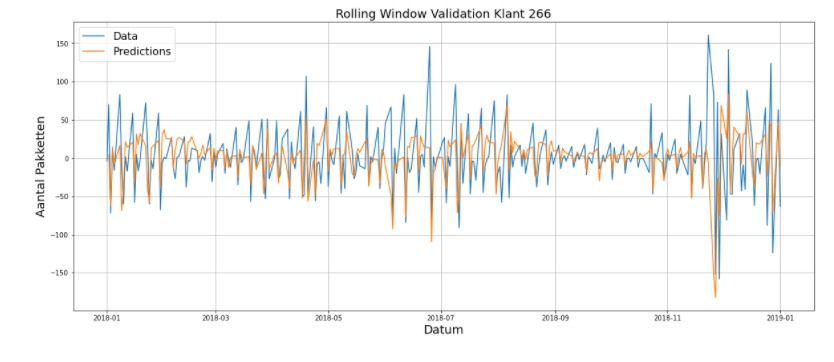 Rolling Window Validation Klant 266
Data
Predictions
Aantal Pakketten
150
100
50
0
−50
−100
−150
2018-01
2018-03
2018-05
2018-07
2018-09
2018-11
2019-01
Datum